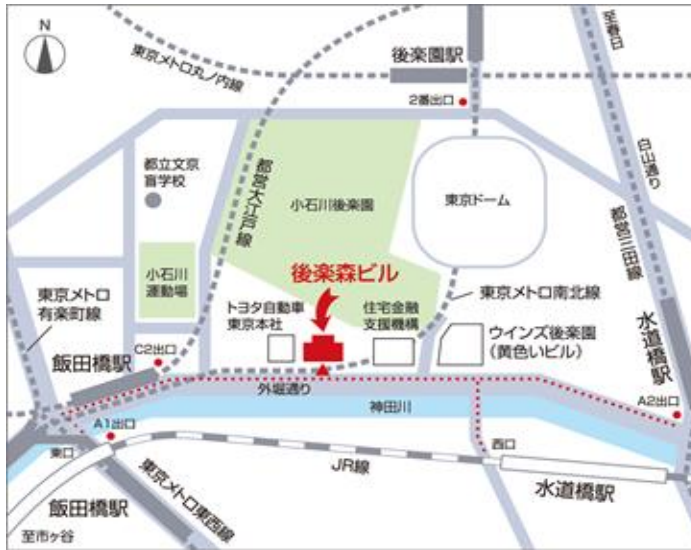 N
東京メトロ丸ノ内線
後楽園駅
2番出口
至春日
白山通り
都営三田線
都立文京
盲学校
都営大江戸線
小石川後楽園
東京ドーム
小石川
運動場
後楽森ビル
東京メトロ南北線
東京メトロ
有楽町線
トヨタ自動車
東京本社
住宅金融
支援機構
ウインズ後楽園
(黄色いビル)
水道橋駅
飯田橋駅
C2出口
A2出口
外堀通り
神田川
A1出口
東口
西口
JR線
水道橋駅
飯田橋駅
東京メトロ東西線
至市ヶ谷